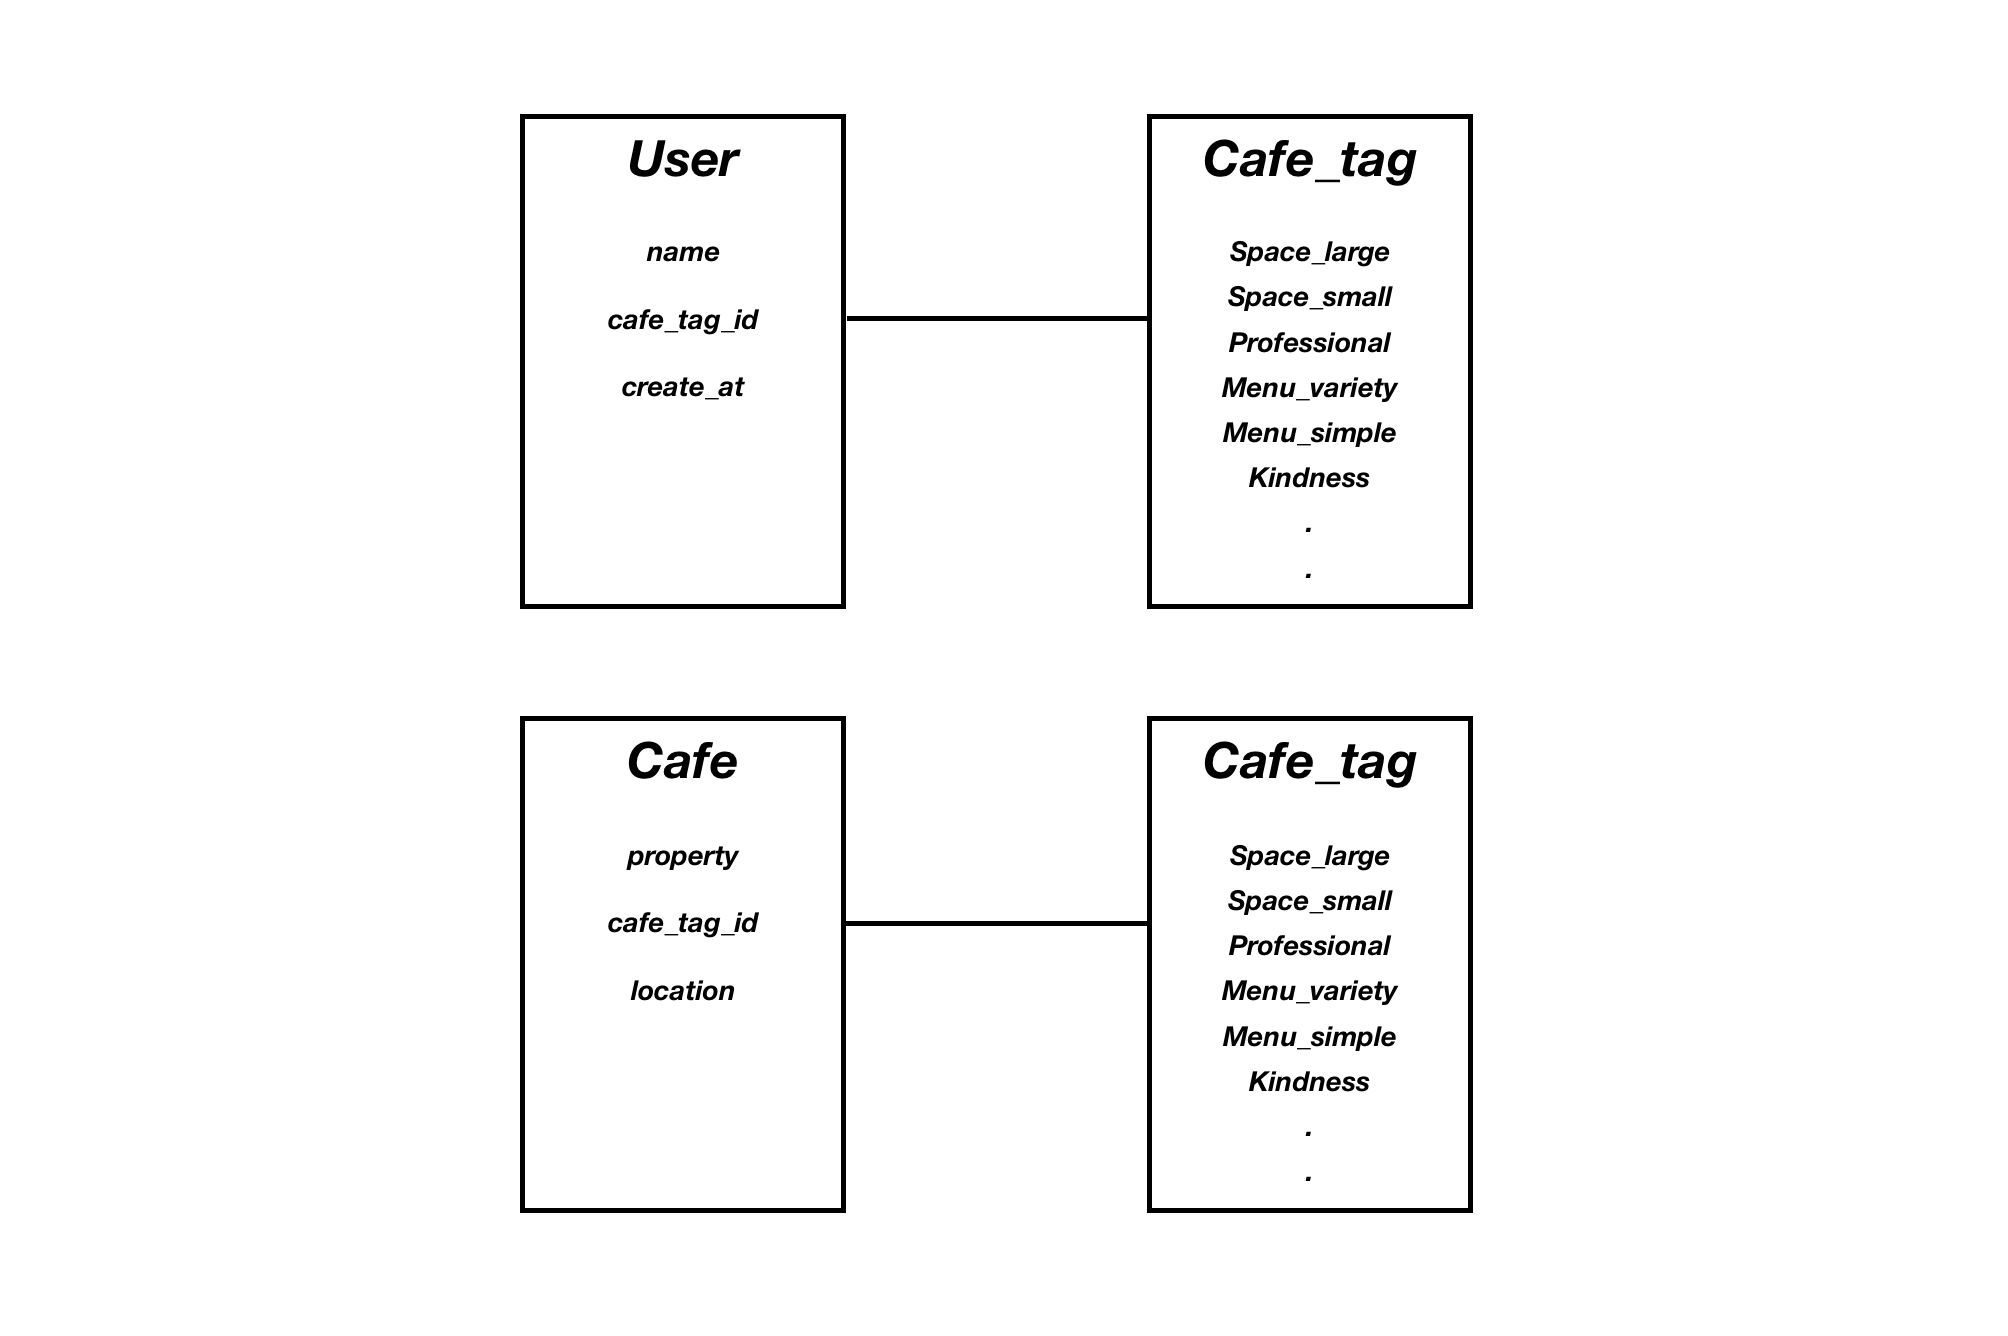 User
name
cafe_tag_id
create_at
Cafe_tag
Space_large
Space_small
Professional
Menu_variety
Menu_simple
Kindness
.
.
Cafe
property
cafe_tag_id
location
Cafe_tag
Space_large
Space_small
Professional
Menu_variety
Menu_simple
Kindness
.
.